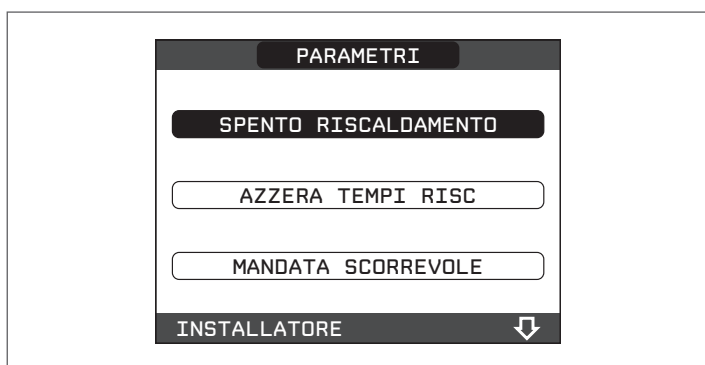 PARAMETRI
SPENTO RISCALDAMENTO
AZZERA TEMPI RISC
MANDATA SCORREVOLE
INSTALLATORE